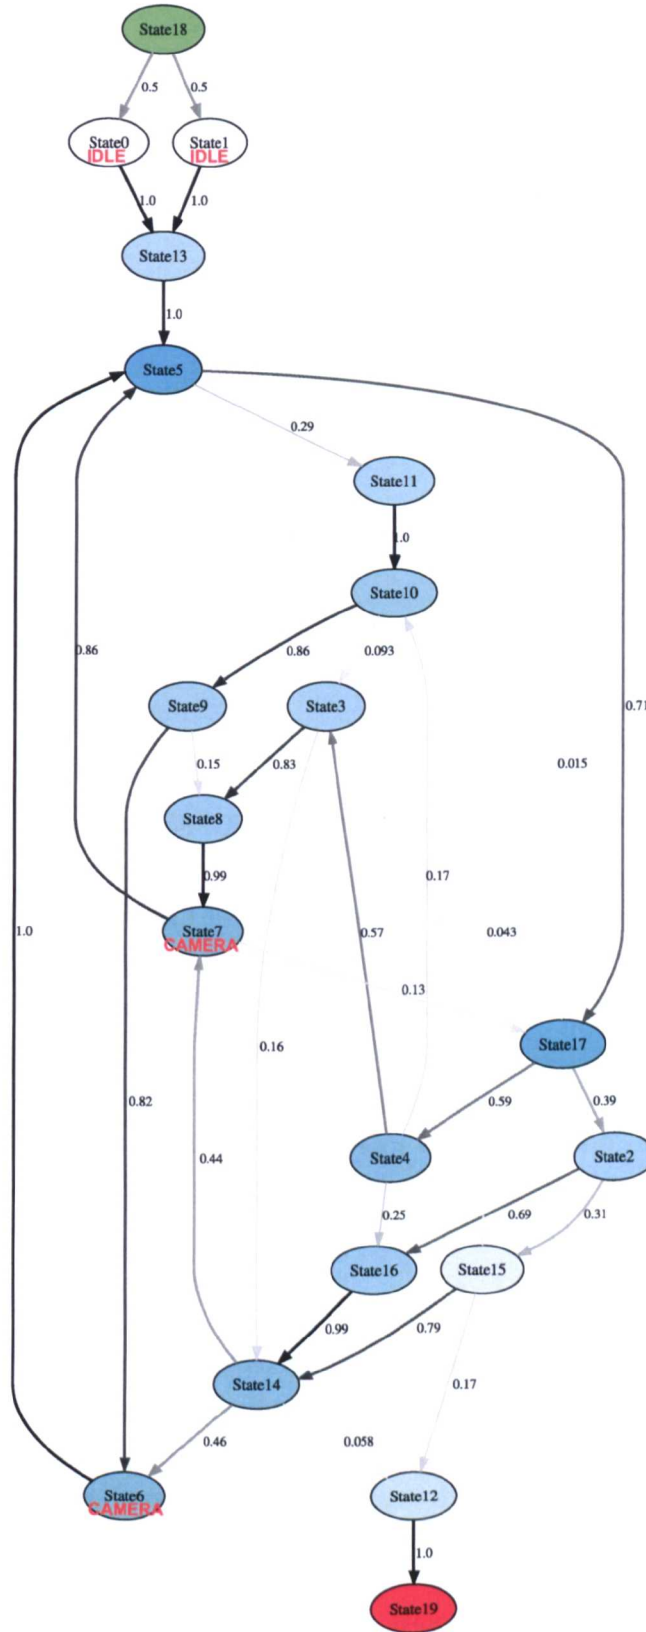 State18
0.5
0.5
State0
State1
IDLE
IDLE
1.0
1.0
State13
1.0
State5
0.29
State11
1.0
State10
0.86
0.86
0.093
State9
State3
0.71
0.15
0.83
0.015
State8
0.99
0.17
State7
CAMERA
1.0
0.57
0.043
0.13
0.16
State17
0.82
0.59
0.39
0.44
State4
State2
0.25
0.69
0.31
State16
State15
0.99
0.79
State14
0.17
0.46
0.058
State6
CAMERA
State12
1.0
State19